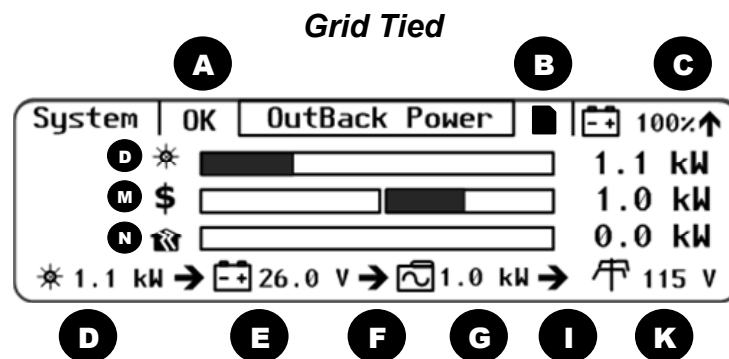 Grid Tied
A B C
System OK OutBack Power 100%↑
D 1.1 kW
M $ 1.0 kW
N 0.0 kW
1.1 kW → 26.0 V → 1.0 kW → 115 V
D E F G I K